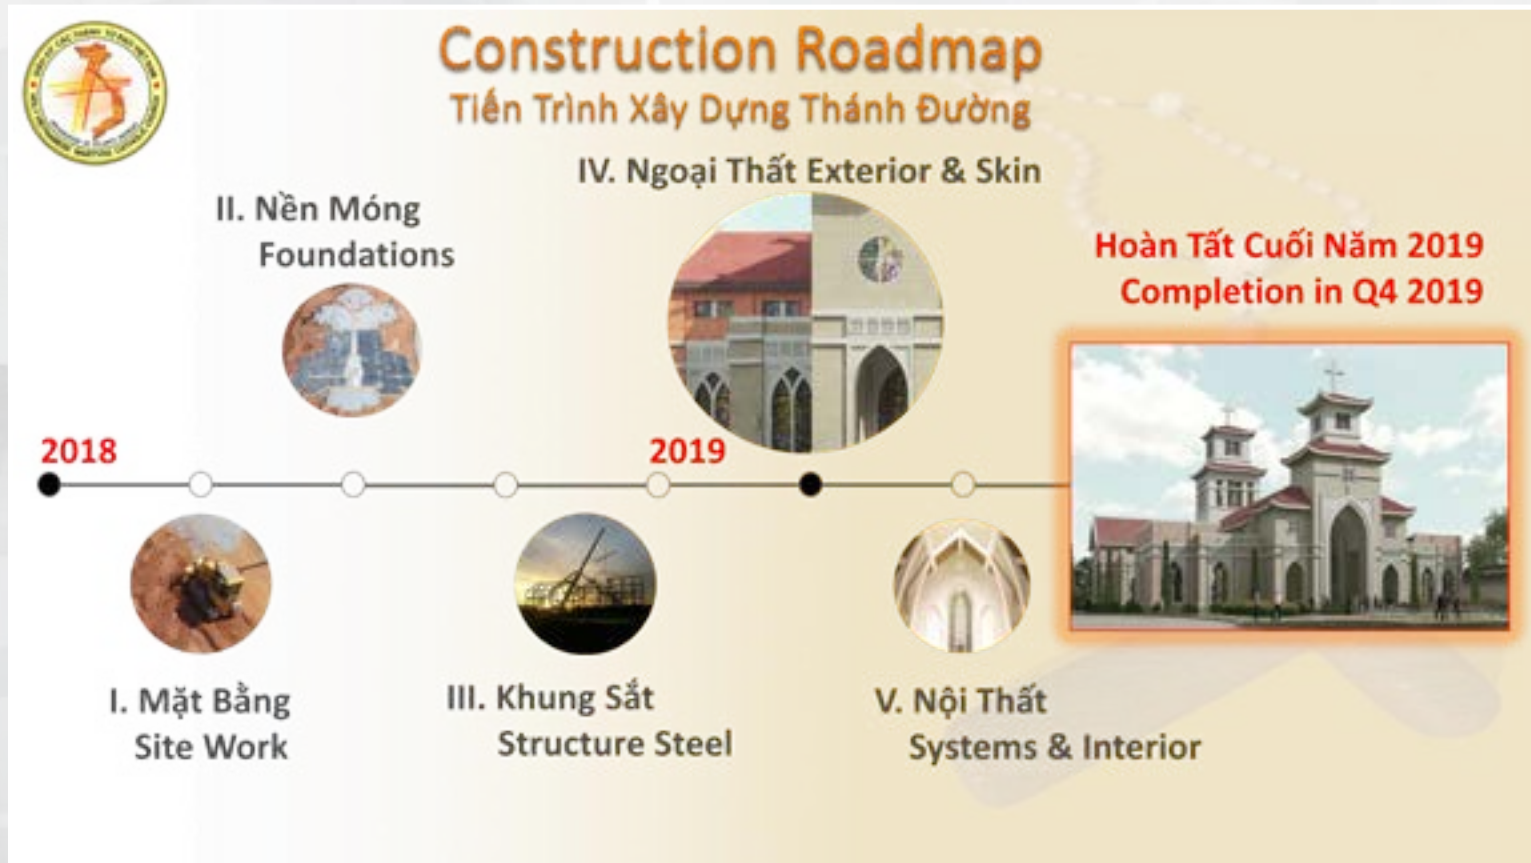 Construction Roadmap
Tiến Trình Xây Dựng Thánh Đường
IV. Ngoại Thất Exterior & Skin
II. Nền Móng
Foundations
Hoàn Tất Cuối Năm 2019
Completion in Q4 2019
2018
2019
I. Mặt Bằng
Site Work
III. Khung Sắt
Structure Steel
V. Nội Thất
Systems & Interior